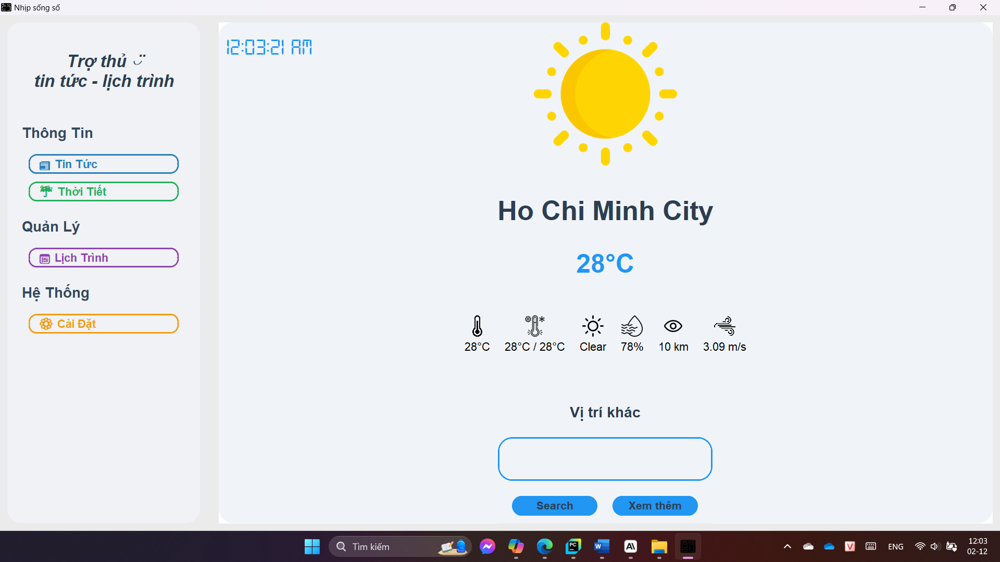 Nhịp sống số
Trợ thủ
tin tức - lịch trình
Thông Tin
Tin Tức
Thời Tiết
Quản Lý
Lịch Trình
Hệ Thống
Cài Đặt
12:03:21 AM
Ho Chi Minh City
28°C
28°C
28°C / 28°C
Clear
78%
10 km
3.09 m/s
Vị trí khác
Search
Xem thêm
Tìm kiếm
ENG
12:03
02-12